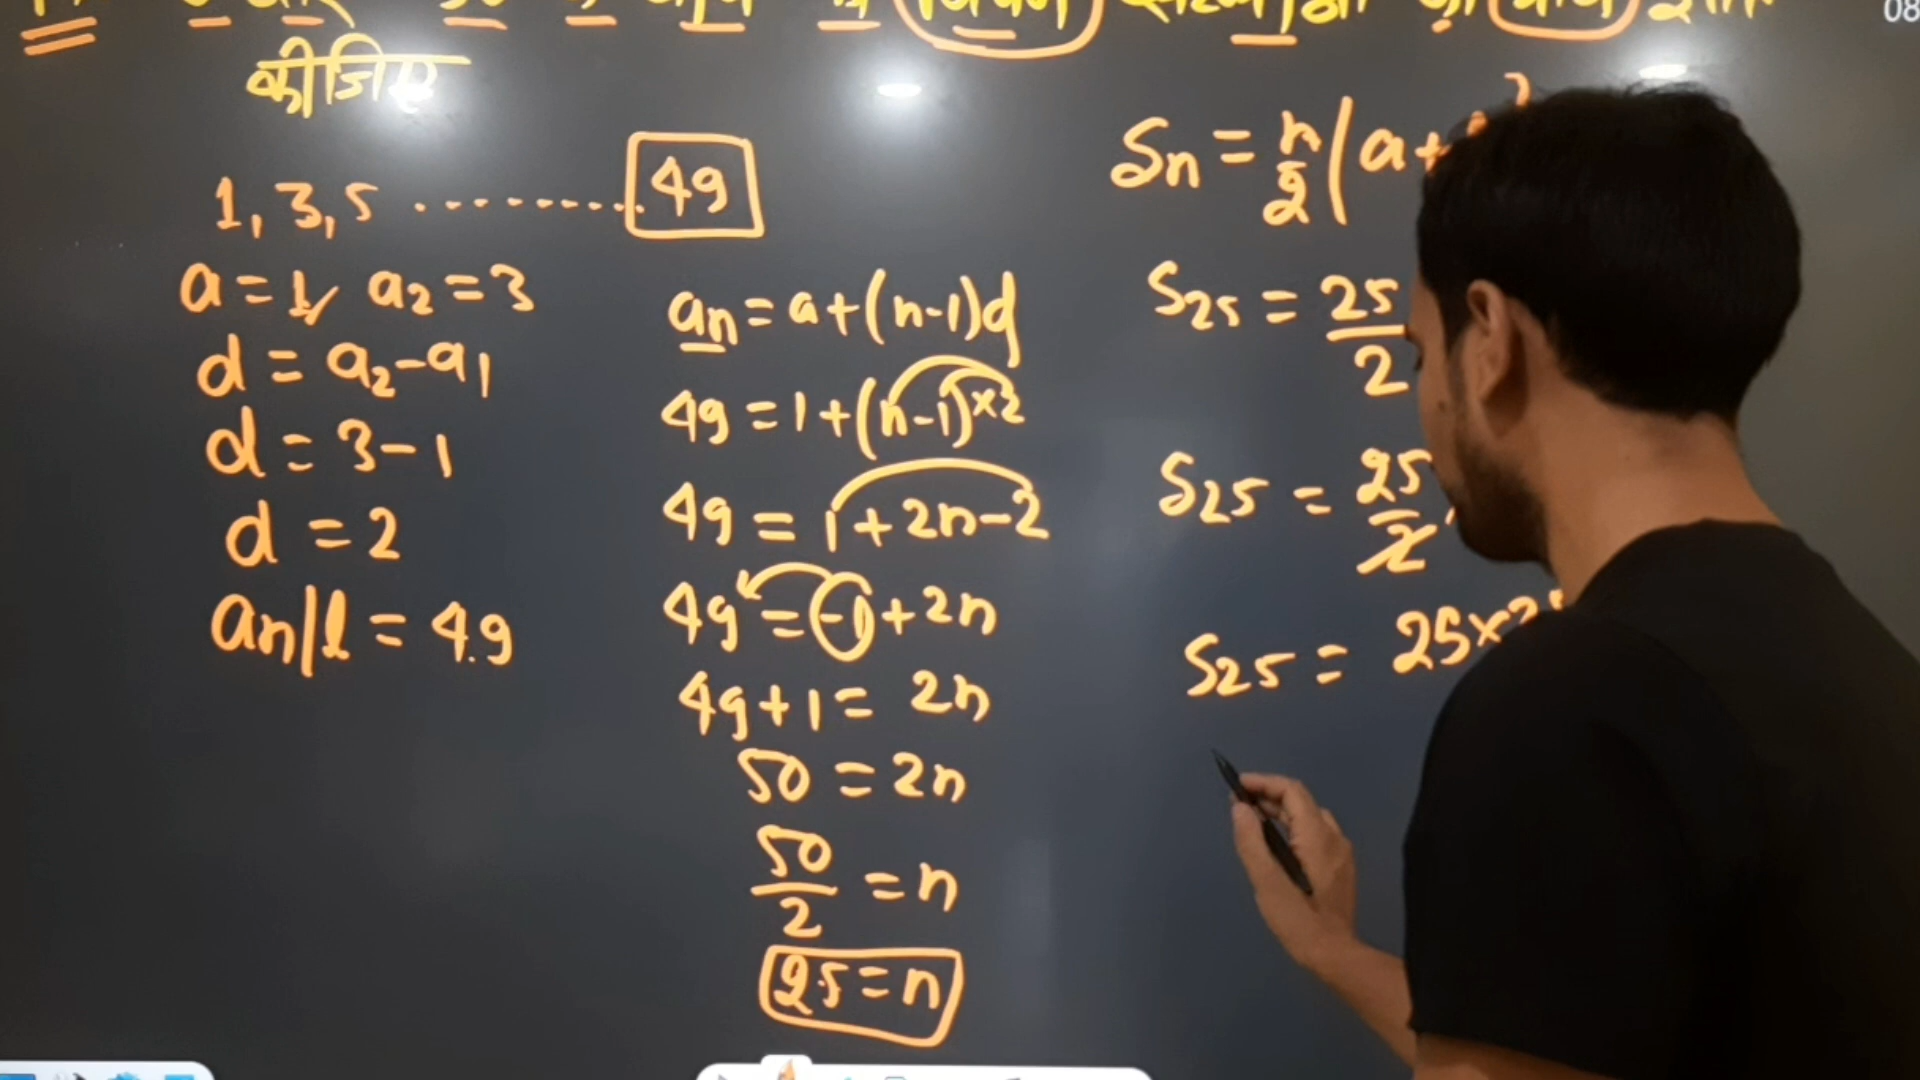 के बीच
कीजिए
1, 3, 5 ......... 49
a = 1, a2 = 3
d = a2-a1
d = 3-1
d = 2
an/l = 49
an = a+(n-1)d
49 = 1+(n-1)×2
49 = 1+2n-2
49 = -1+2n
49+1 = 2n
50 = 2n
50/2 = n
25=n
Sn = n/2(a+
S25 = 25/2
S25 = 25/2
S25 = 25×2
08